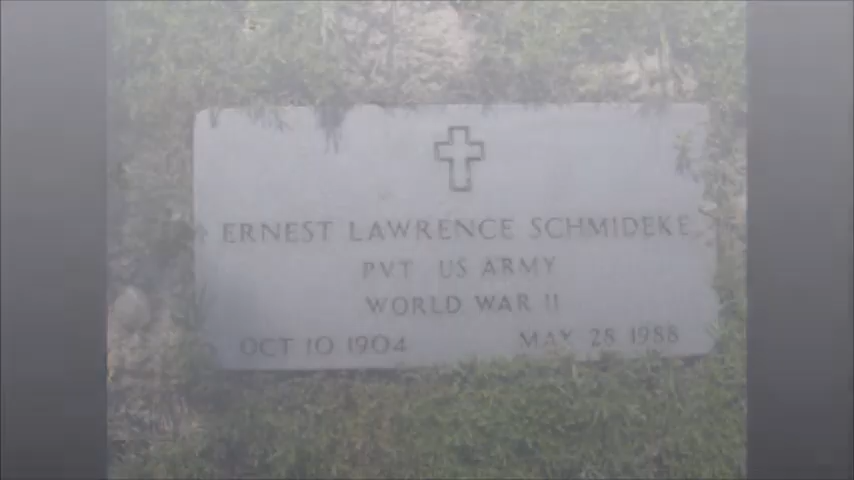 ERNEST LAWRENCE SCHMIDEKE
PVT US ARMY
WORLD WAR II
OCT 10 1904 MAY 28 1988